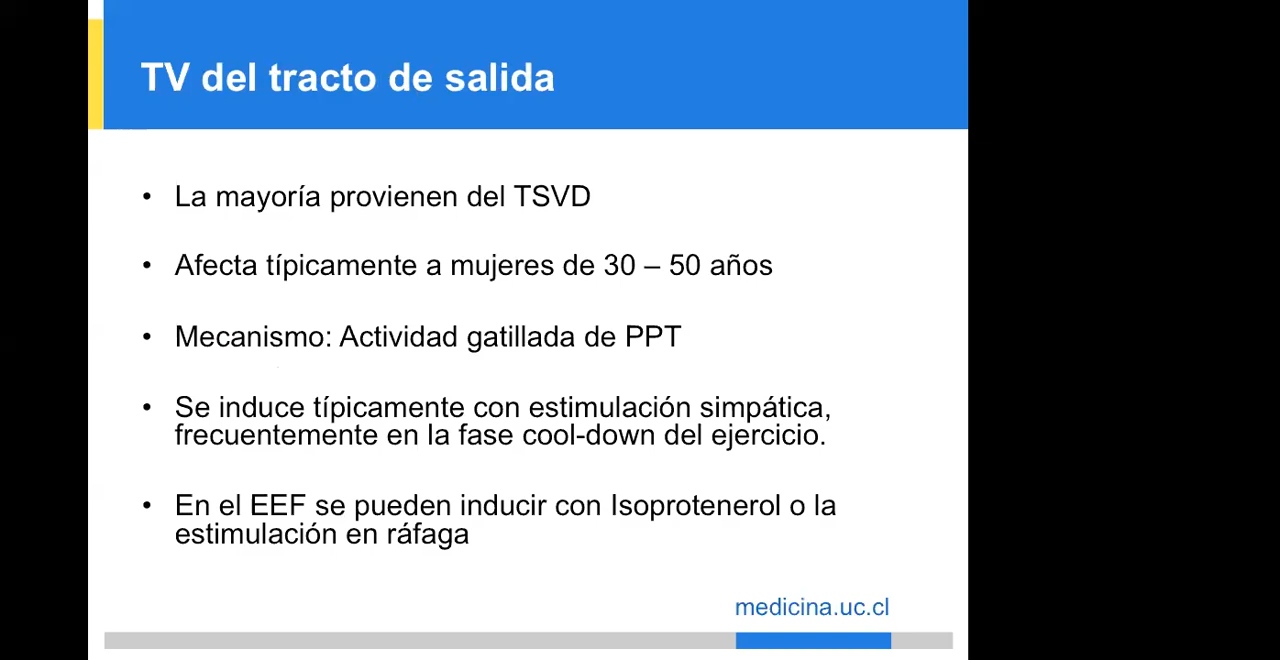 TV del tracto de salida
• La mayoría provienen del TSVD
• Afecta típicamente a mujeres de 30 – 50 años
• Mecanismo: Actividad gatillada de PPT
• Se induce típicamente con estimulación simpática,
frecuentemente en la fase cool-down del ejercicio.
• En el EEF se pueden inducir con Isoprotenerol o la
estimulación en ráfaga
medicina.uc.cl